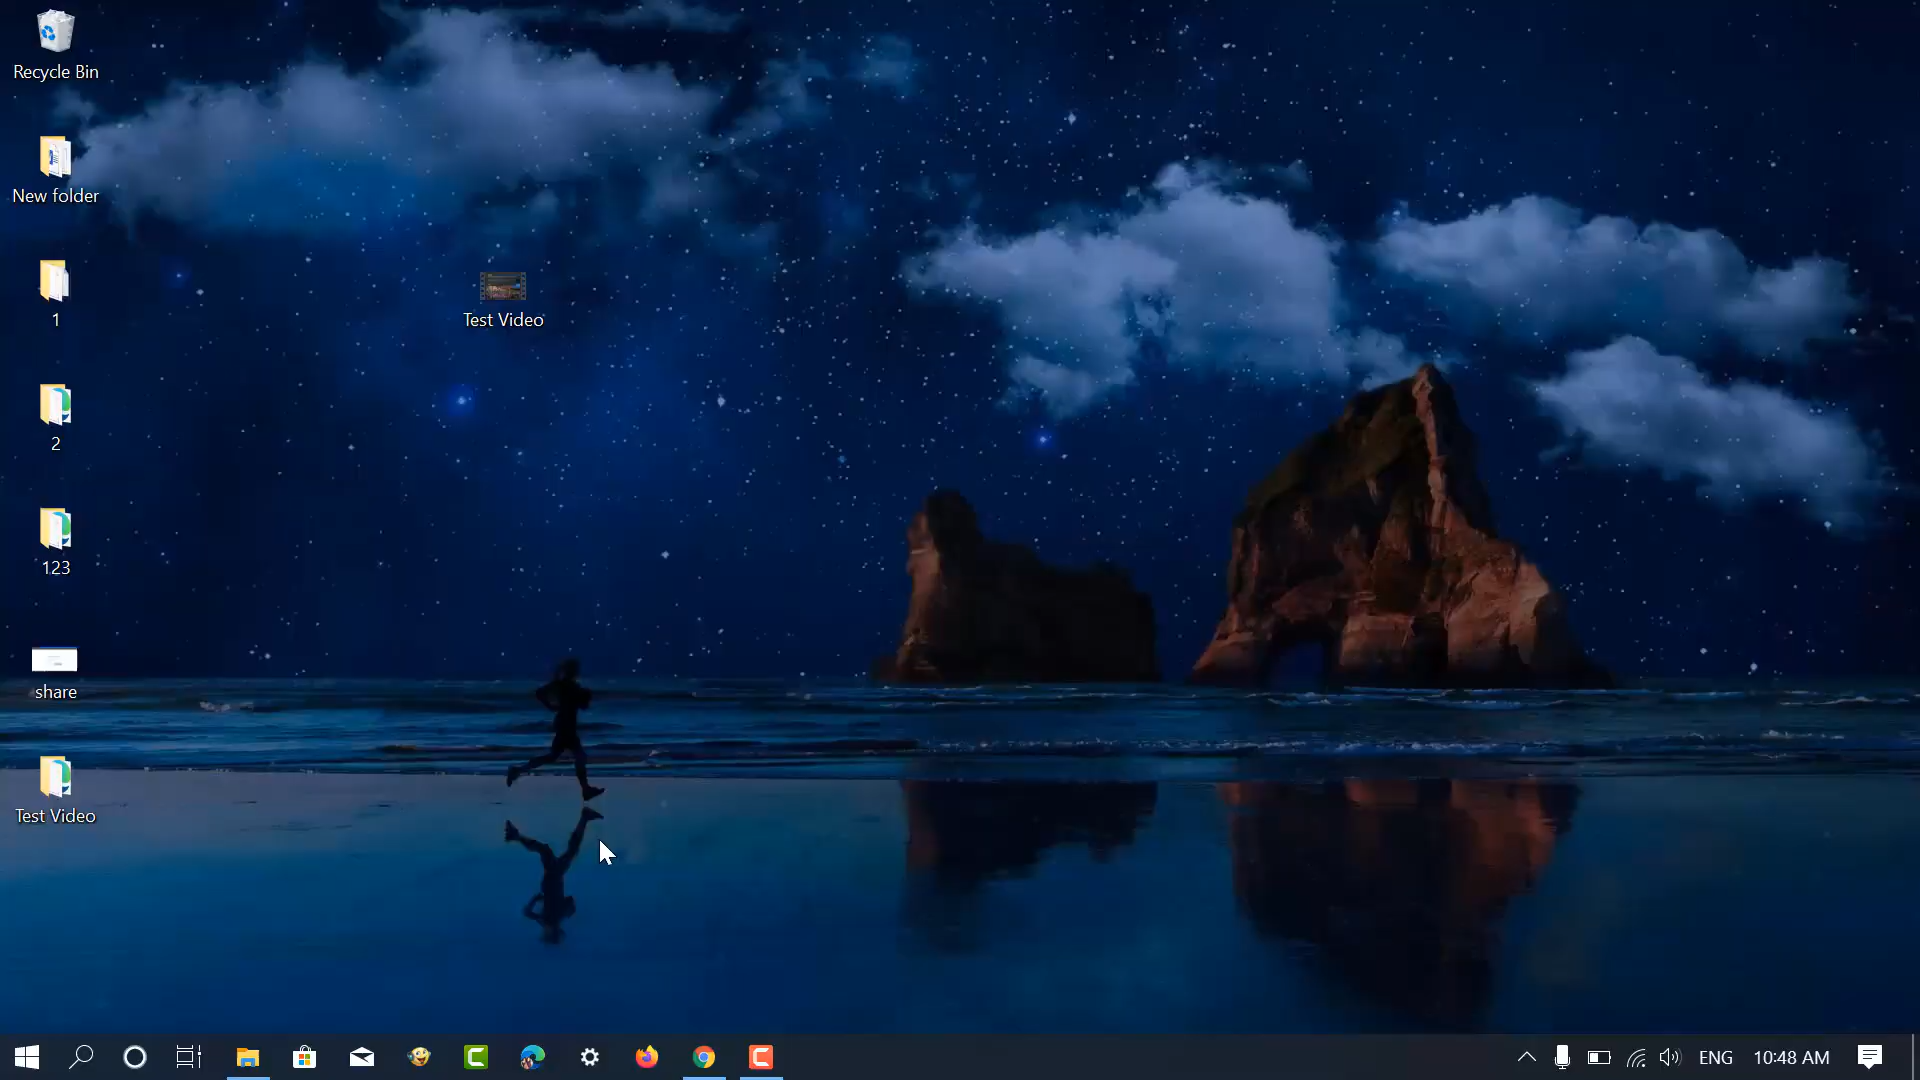 Recycle Bin
New folder
1
2
123
share
Test Video
Test Video
ENG
10:48 AM